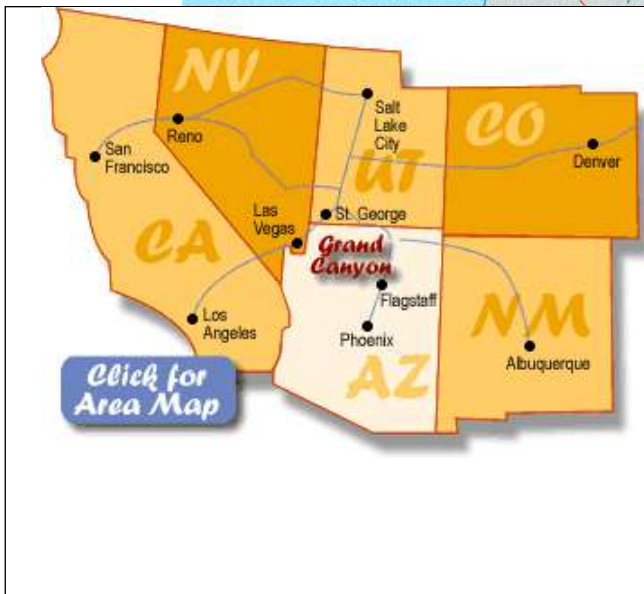 NV
Salt
Lake
City
CO
Reno
San
Francisco
UT
Denver
Las
Vegas
St. George
CA
Grand
Canyon
Flagstaff
NM
Los
Angeles
Phoenix
Albuquerque
AZ
Click for
Area Map